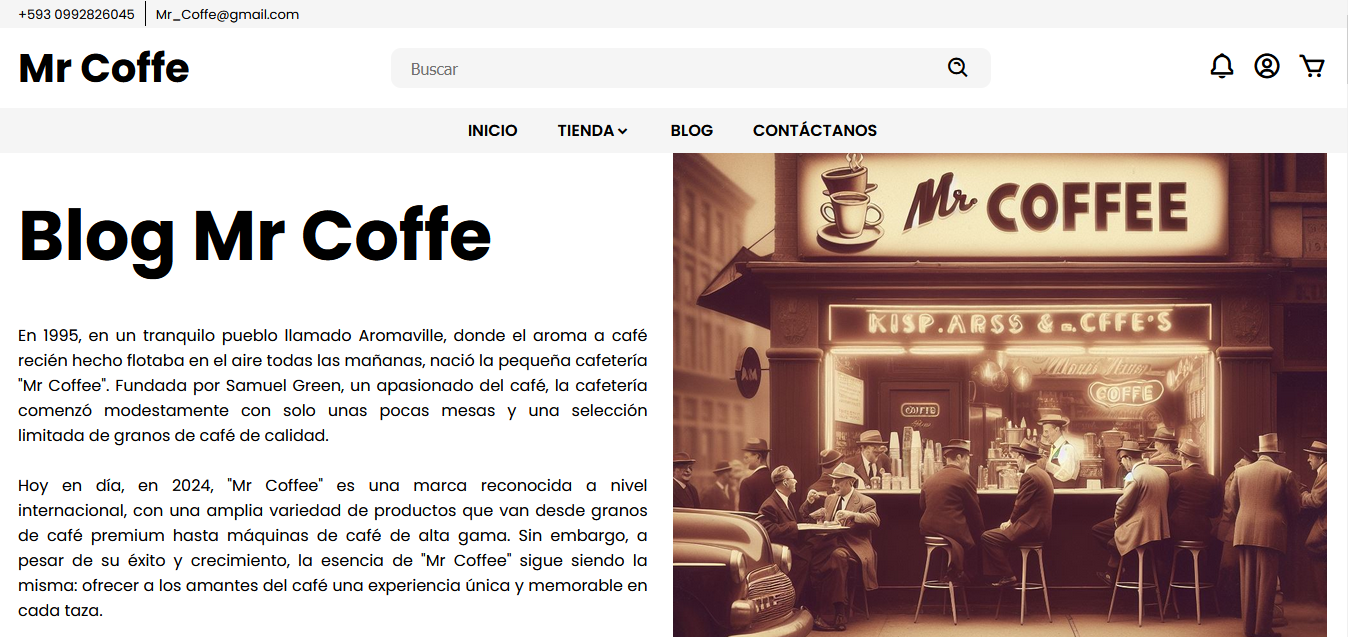 +593 0992826045 Mr_Coffe@gmail.com
Mr Coffe
Buscar
INICIO TIENDA BLOG CONTÁCTANOS
Blog Mr Coffe
En 1995, en un tranquilo pueblo llamado Aromaville, donde el aroma a café
recién hecho flotaba en el aire todas las mañanas, nació la pequeña cafetería
"Mr Coffee". Fundada por Samuel Green, un apasionado del café, la cafetería
comenzó modestamente con solo unas pocas mesas y una selección
limitada de granos de café de calidad.
Hoy en día, en 2024, "Mr Coffee" es una marca reconocida a nivel
internacional, con una amplia variedad de productos que van desde granos
de café premium hasta máquinas de café de alta gama. Sin embargo, a
pesar de su éxito y crecimiento, la esencia de "Mr Coffee" sigue siendo la
misma: ofrecer a los amantes del café una experiencia única y memorable en
cada taza.
Mr. COFFEE
COFFE